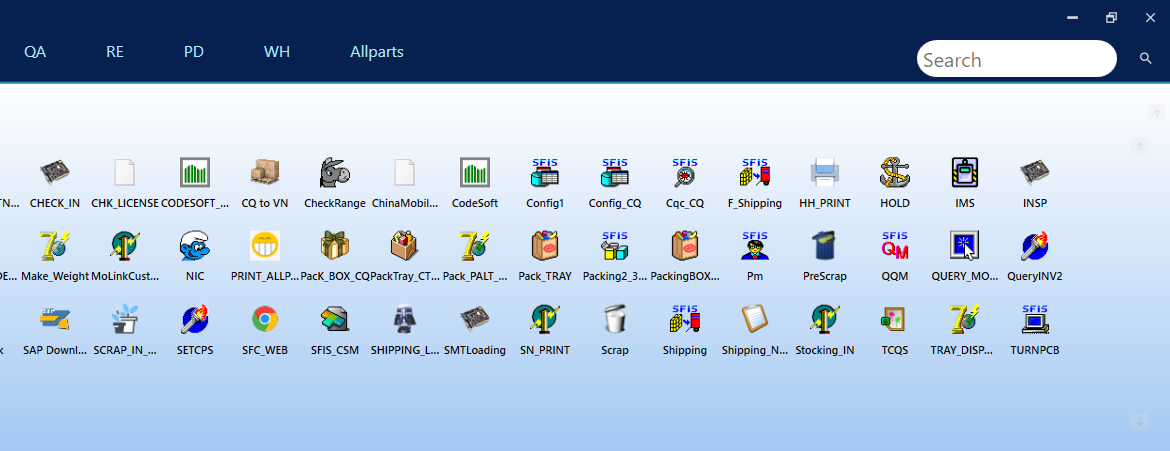 QA RE PD WH Allparts
Search
SFIS SFIS SFIS SFIS
TN... CHECK_IN CHK_LICENSE CODESOFT_... CQ to VN CheckRange ChinaMobil... CodeSoft Config1 Config_CQ Cqc_CQ F_Shipping HH_PRINT HOLD IMS INSP
SFIS SFIS SFIS
QM
DE... Make_Weight MoLinkCust... NIC PRINT_ALLP... PacK_BOX_CQ PackTray_CT... Pack_PALT_... Pack_TRAY Packing2_3... PackingBOX... Pm PreScrap QQM QUERY_MO... QueryINV2
SFIS SFIS
k SAP Downl... SCRAP_IN_... SETCPS SFC_WEB SFIS_CSM SHIPPING_L... SMTLoading SN_PRINT Scrap Shipping Shipping_N... Stocking_IN TCQS TRAY_DISP... TURNPCB